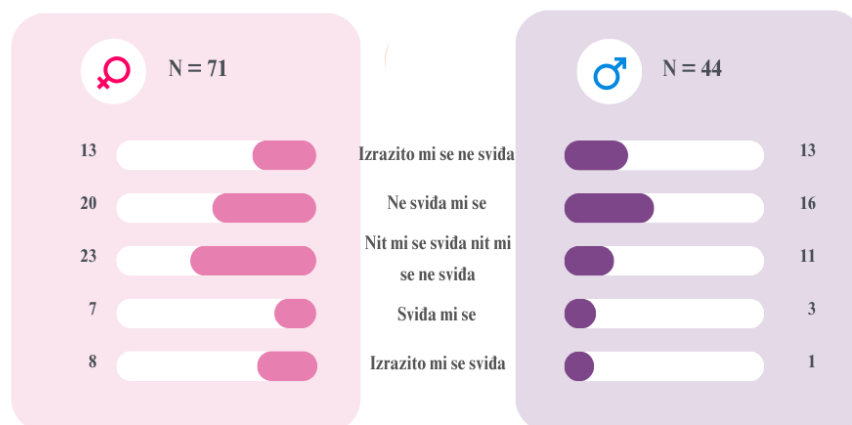 N = 71
N = 44
13 Izrazito mi se ne sviđa 13
20 Ne sviđa mi se 16
23 Nit mi se sviđa nit mi
se ne sviđa 11
7 Sviđa mi se 3
8 Izrazito mi se sviđa 1